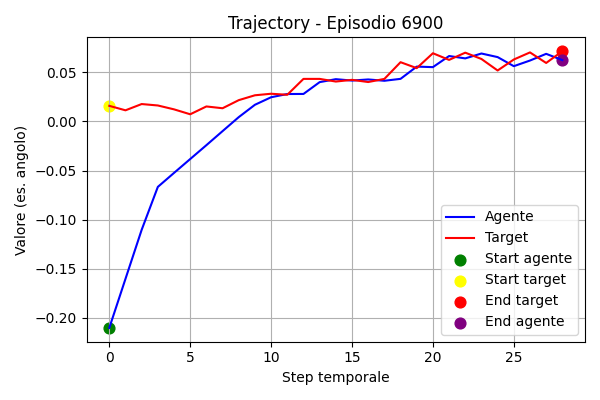 Trajectory - Episodio 6900
Valore (es. angolo)
0.05
0.00
−0.05
−0.10
−0.15
−0.20
0 5 10 15 20 25
Step temporale
Agente
Target
Start agente
Start target
End target
End agente